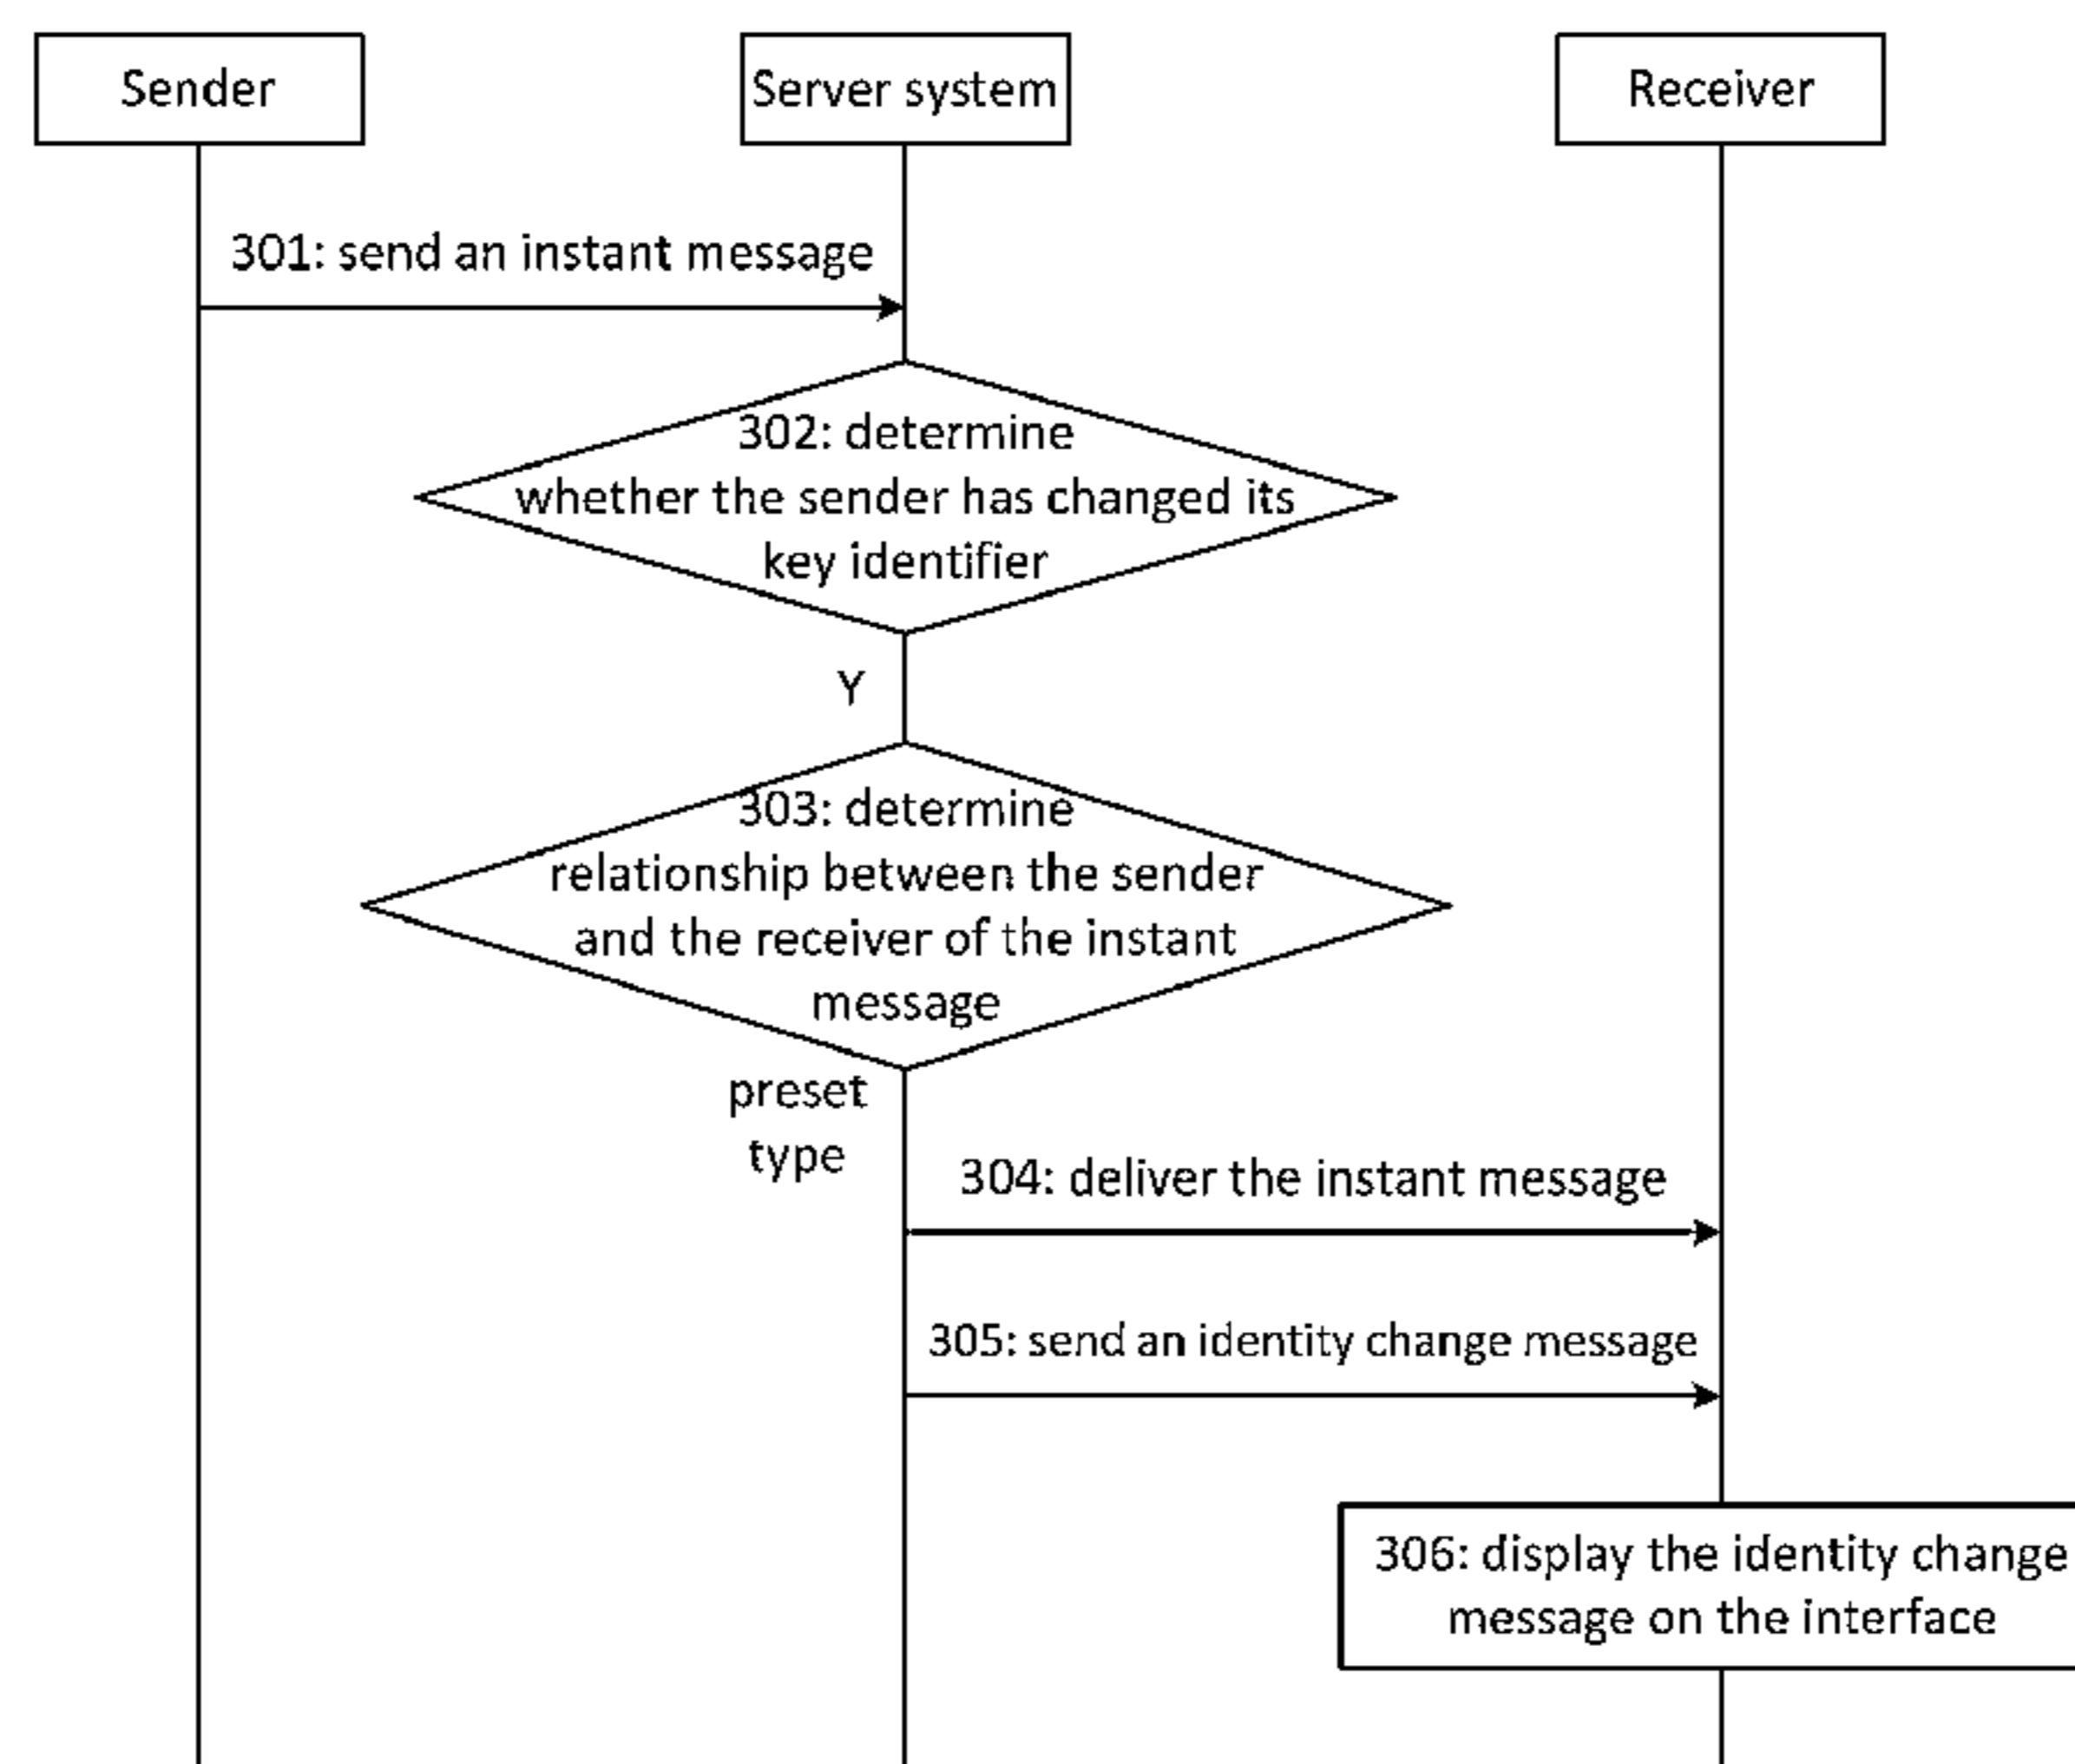 Sender
Server system
Receiver
301: send an instant message
302: determine
whether the sender has changed its
key identifier
Y
303: determine
relationship between the sender
and the receiver of the instant
message
preset
type
304: deliver the instant message
305: send an identity change message
306: display the identity change
message on the interface